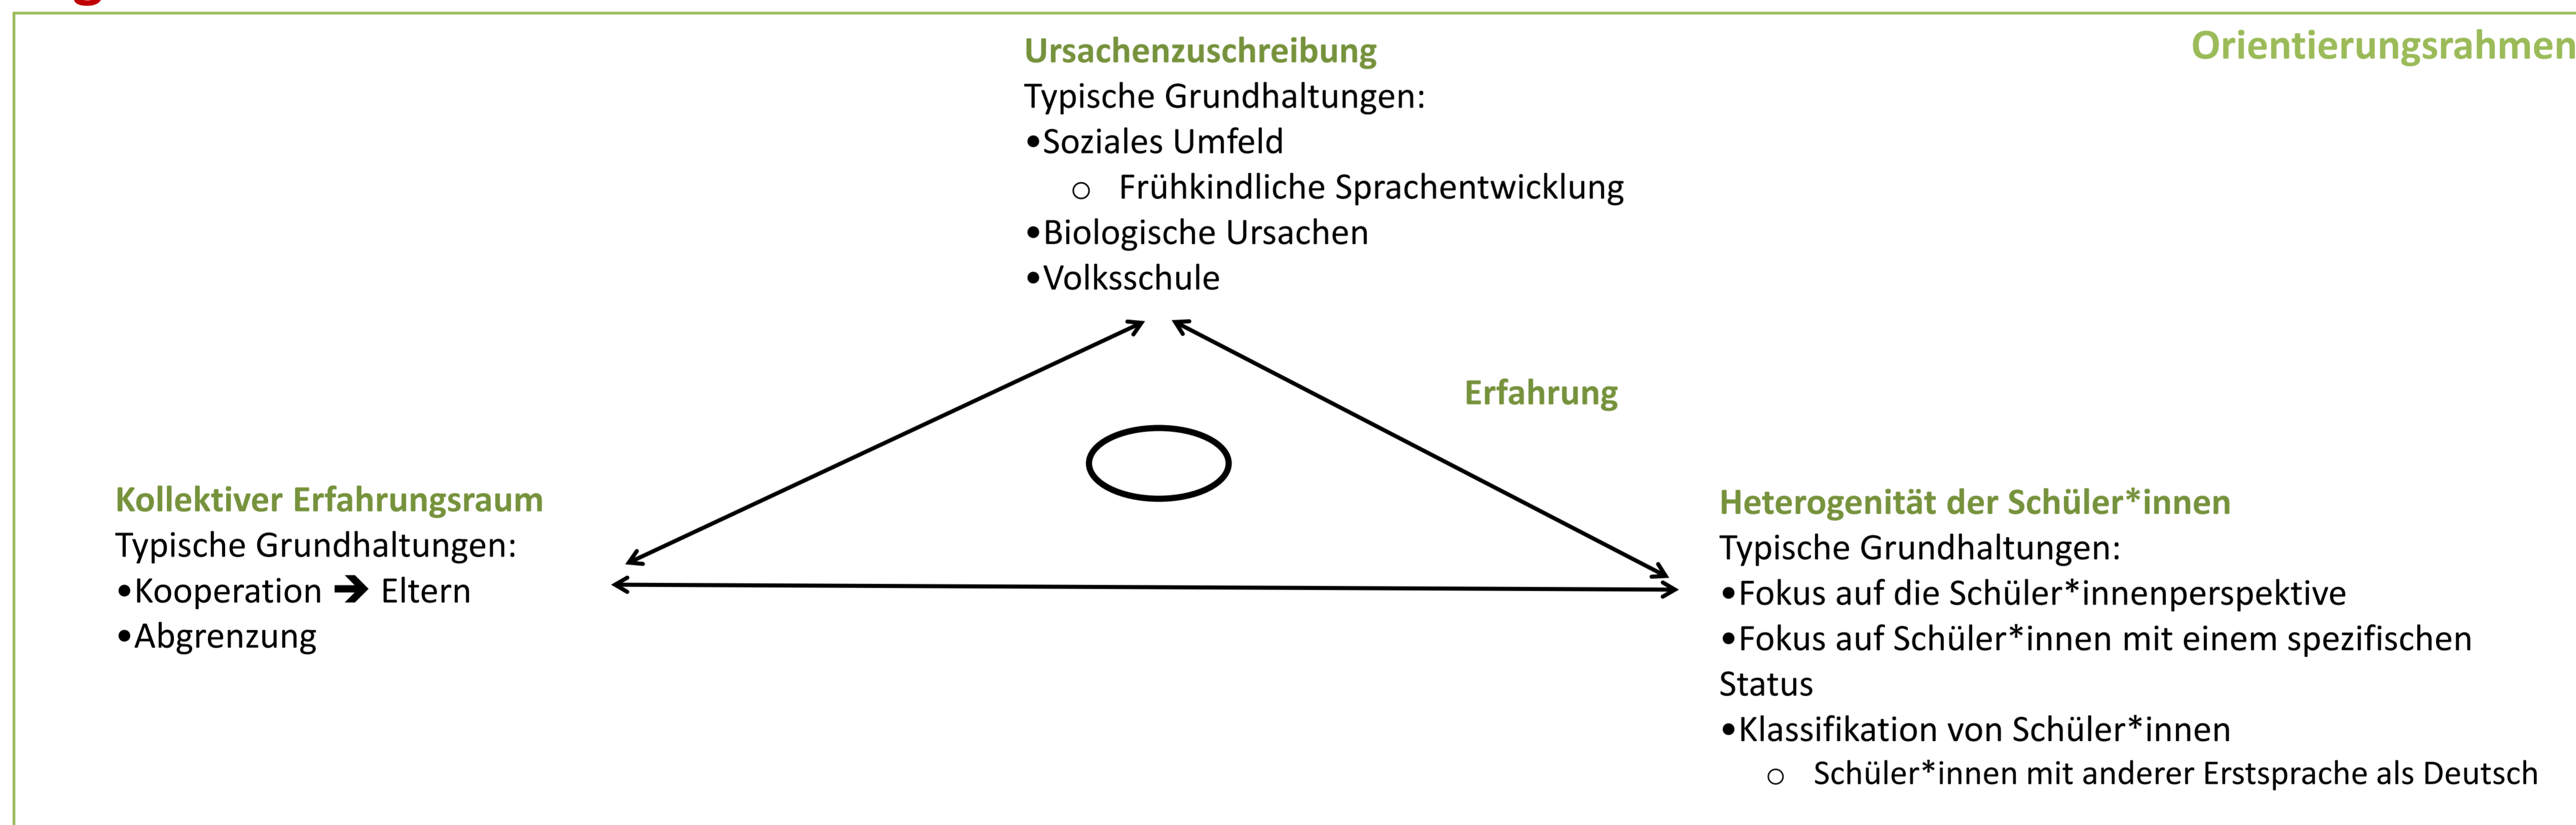 Orientierungsrahmen
Ursachenzuschreibung
Typische Grundhaltungen:
•Soziales Umfeld
o Frühkindliche Sprachentwicklung
•Biologische Ursachen
•Volksschule
Erfahrung
Kollektiver Erfahrungsraum
Typische Grundhaltungen:
•Kooperation ➔ Eltern
•Abgrenzung
Heterogenität der Schüler*innen
Typische Grundhaltungen:
•Fokus auf die Schüler*innenperspektive
•Fokus auf Schüler*innen mit einem spezifischen
Status
•Klassifikation von Schüler*innen
o Schüler*innen mit anderer Erstsprache als Deutsch